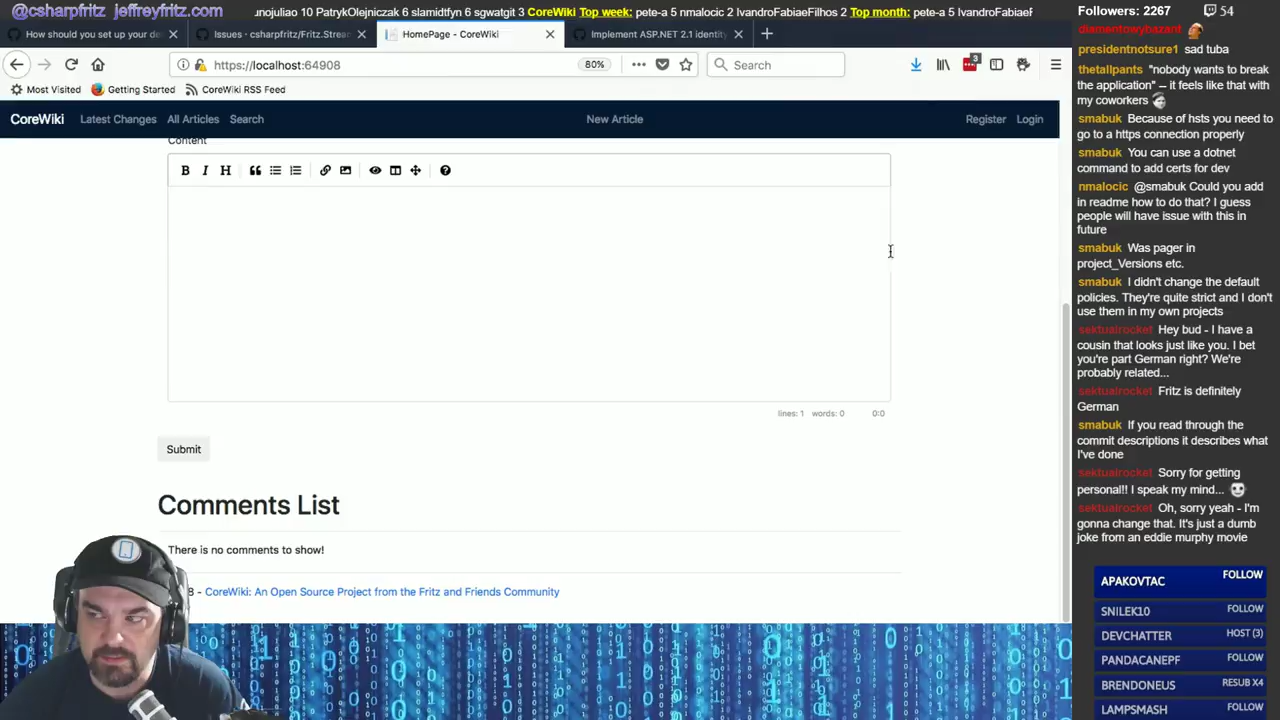 @csharpfritz jeffreyfritz.com
unojuliao 10 PatrykOlejniczak 6 slamidtfyn 6 sgwatgit 3 CoreWiki Top week: pete-a 5 nmalocic 2 IvandroFabianFilhos 2 Top month: pete-a 5 IvandroFabiaeF
Followers: 2267 54
How should you set up your de
Issues · csharpfritz/Fritz.Strean
HomePage - CoreWiki
Implement ASP.NET 2.1 identity
https://localhost:64908
80%
Search
3
Most Visited
Getting Started
CoreWiki RSS Feed
CoreWiki
Latest Changes
All Articles
Search
New Article
Register
Login
Content
B I H
lines: 1 words: 0 0:0
Submit
Comments List
There is no comments to show!
8 - CoreWiki: An Open Source Project from the Fritz and Friends Community
diamentowybazant
presidentnotsure1 sad tuba
thetallpants "nobody wants to break
the application" -- it feels like that with
my coworkers
smabuk Because of hsts you need to
go to a https connection properly
smabuk You can use a dotnet
command to add certs for dev
nmalocic @smabuk Could you add
in readme how to do that? I guess
people will have issue with this in
future
smabuk Was pager in
project_Versions etc.
smabuk I didn't change the default
policies. They're quite strict and I don't
use them in my own projects
sektualrocket Hey bud - I have a
cousin that looks just like you. I bet
you're part German right? We're
probably related...
sektualrocket Fritz is definitely
German
smabuk If you read through the
commit descriptions it describes what
I've done
sektualrocket Sorry for getting
personal!! I speak my mind...
sektualrocket Oh, sorry yeah - I'm
gonna change that. It's just a dumb
joke from an eddie murphy movie
APAKOVTAC FOLLOW
SNILEK10 FOLLOW
DEVCHATTER HOST (3)
PANDACANEPF FOLLOW
BRENDONEUS RESUB X4
LAMPSMASH FOLLOW